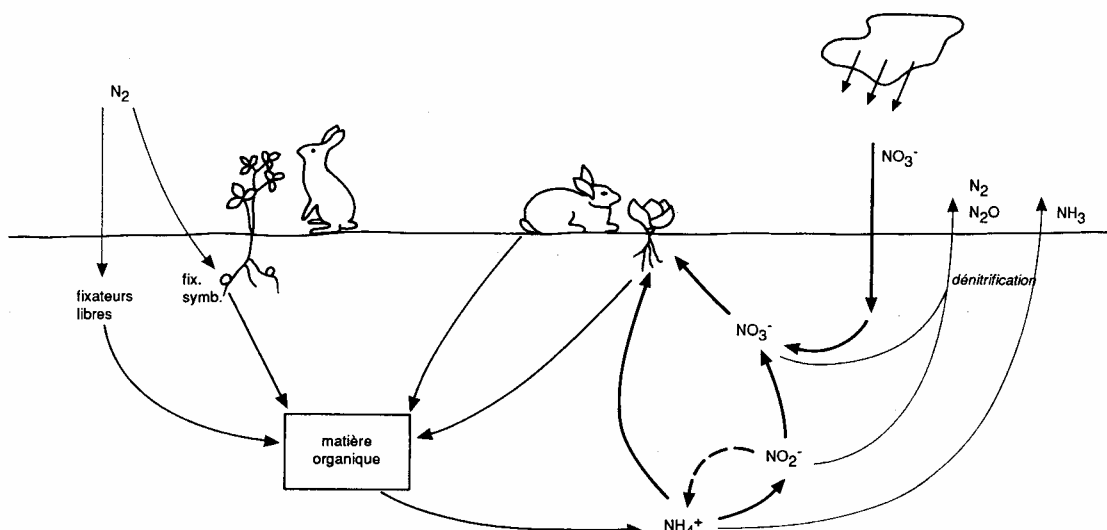 N₂
NO₃⁻
N₂
N₂O
NH₃
fix.
symb.
fixateurs
libres
dénitrification
NO₃⁻
matière
organique
NO₂⁻
NH₄⁺